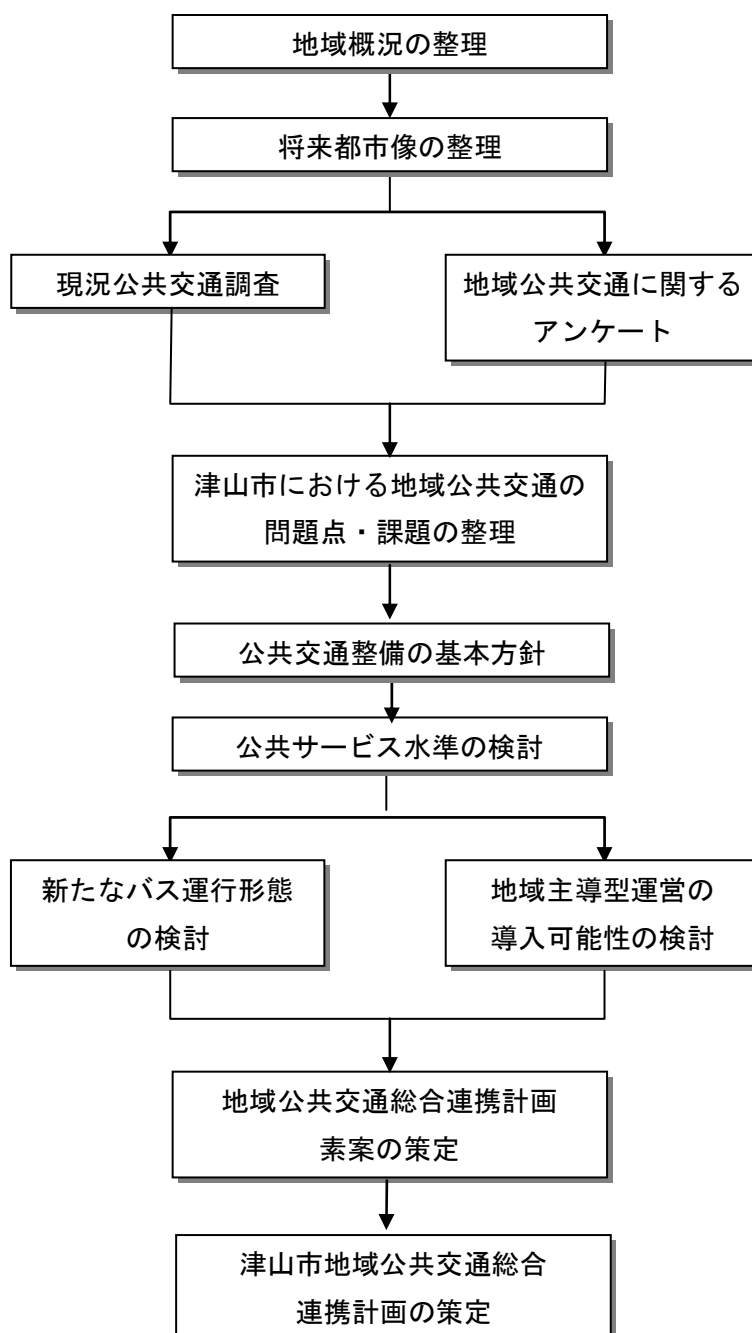 地域概況の整理
将来都市像の整理
現況公共交通調査
地域公共交通に関する
アンケート
津山市における地域公共交通の
問題点・課題の整理
公共交通整備の基本方針
公共サービス水準の検討
新たなバス運行形態
の検討
地域主導型運営の
導入可能性の検討
地域公共交通総合連携計画
素案の策定
津山市地域公共交通総合
連携計画の策定